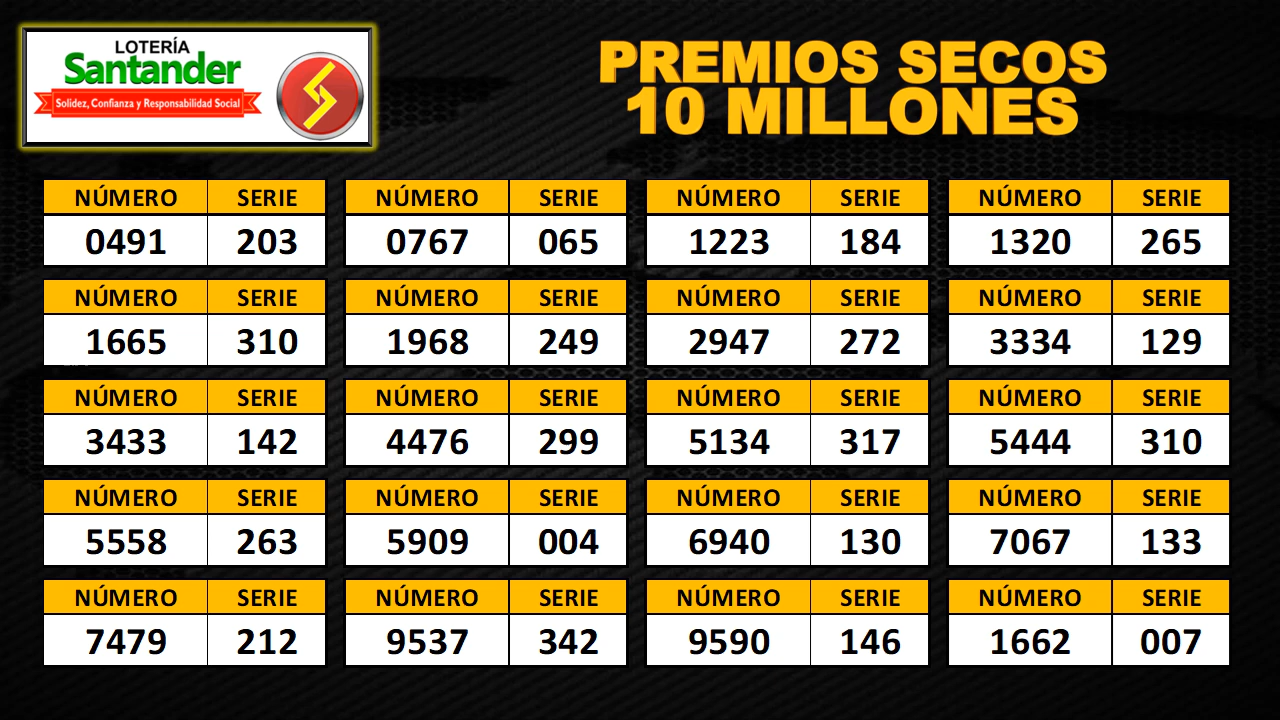 LOTERÍA
Santander
Solidez, Confianza y Responsabilidad Social
PREMIOS SECOS
10 MILLONES
NÚMERO SERIE NÚMERO SERIE NÚMERO SERIE NÚMERO SERIE
0491 203 0767 065 1223 184 1320 265
NÚMERO SERIE NÚMERO SERIE NÚMERO SERIE NÚMERO SERIE
1665 310 1968 249 2947 272 3334 129
NÚMERO SERIE NÚMERO SERIE NÚMERO SERIE NÚMERO SERIE
3433 142 4476 299 5134 317 5444 310
NÚMERO SERIE NÚMERO SERIE NÚMERO SERIE NÚMERO SERIE
5558 263 5909 004 6940 130 7067 133
NÚMERO SERIE NÚMERO SERIE NÚMERO SERIE NÚMERO SERIE
7479 212 9537 342 9590 146 1662 007